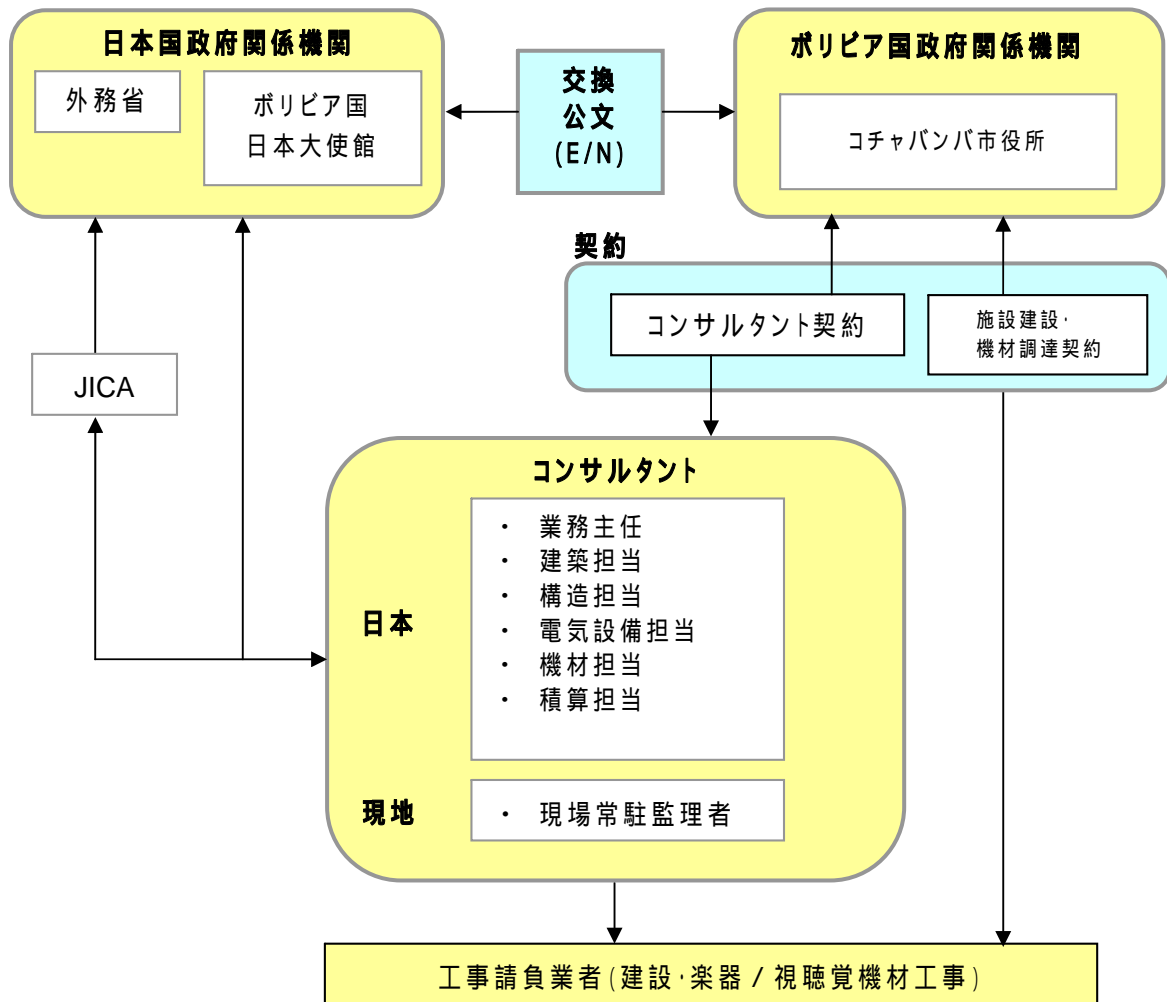 日本国政府関係機関
外務省
ボリビア国
日本大使館
交換
公文
(E/N)
ボリビア国政府関係機関
コチャバンバ市役所
契約
コンサルタント契約
施設建設・
機材調達契約
JICA
コンサルタント
日本
・ 業務主任
・ 建築担当
・ 構造担当
・ 電気設備担当
・ 機材担当
・ 積算担当
現地
・ 現場常駐監理者
工事請負業者(建設・楽器 / 視聴覚機材工事)